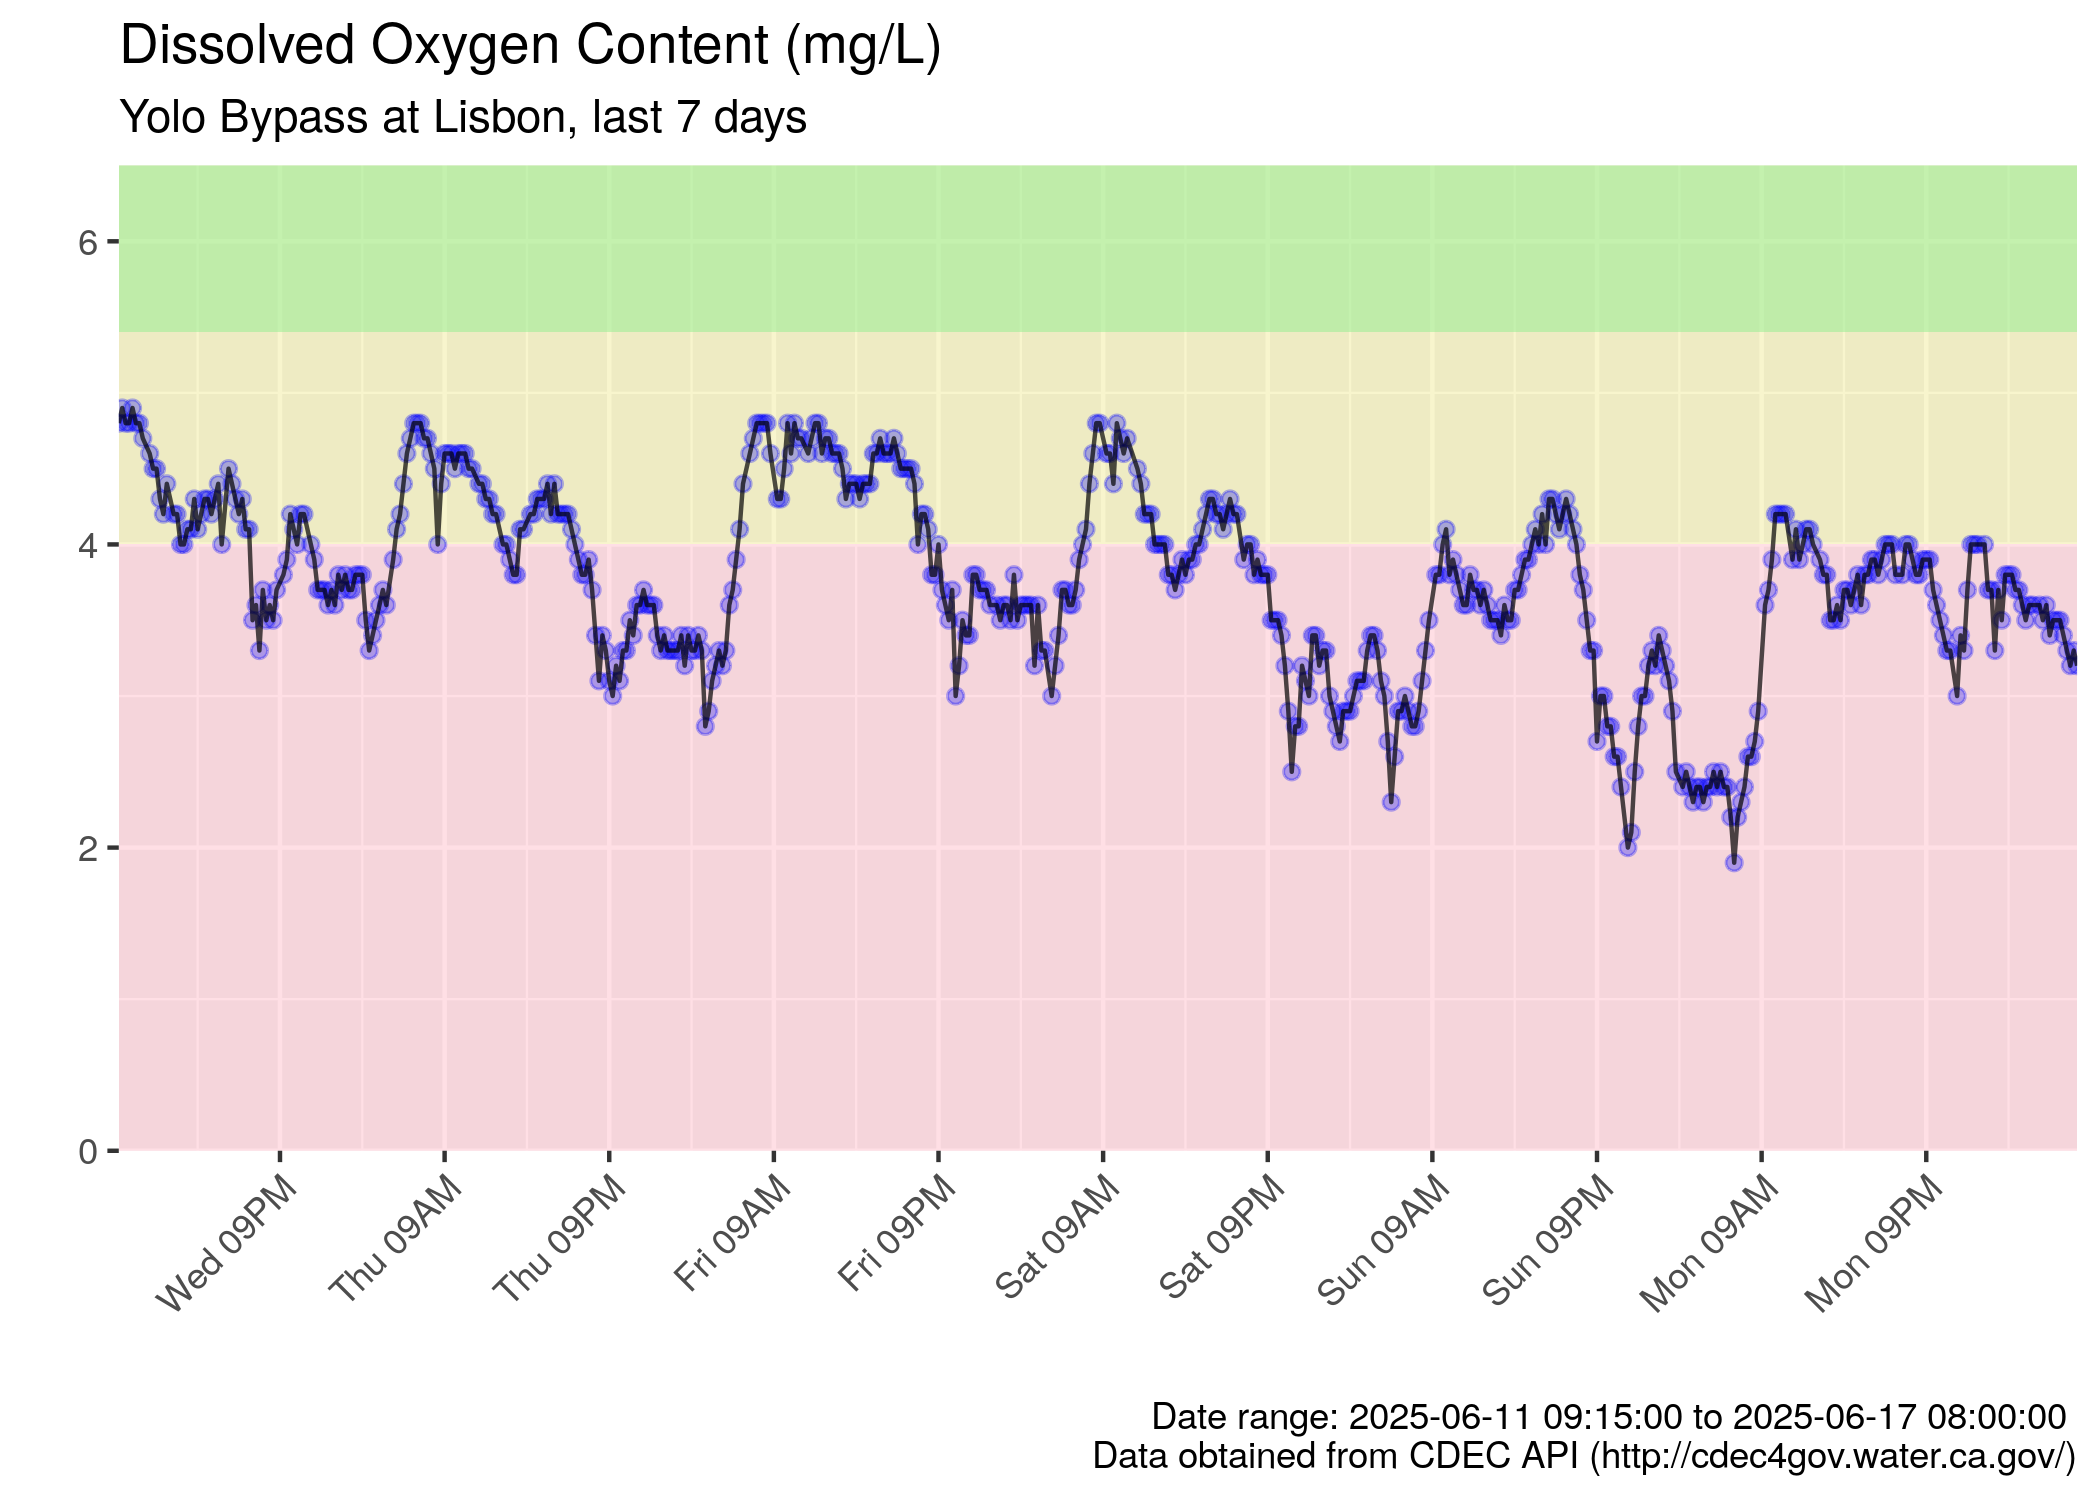 Dissolved Oxygen Content (mg/L)
Yolo Bypass at Lisbon, last 7 days
6
4
2
0
Wed 09PM
Thu 09AM
Thu 09PM
Fri 09AM
Fri 09PM
Sat 09AM
Sat 09PM
Sun 09AM
Sun 09PM
Mon 09AM
Mon 09PM
Date range: 2025-06-11 09:15:00 to 2025-06-17 08:00:00
Data obtained from CDEC API (http://cdec4gov.water.ca.gov/)